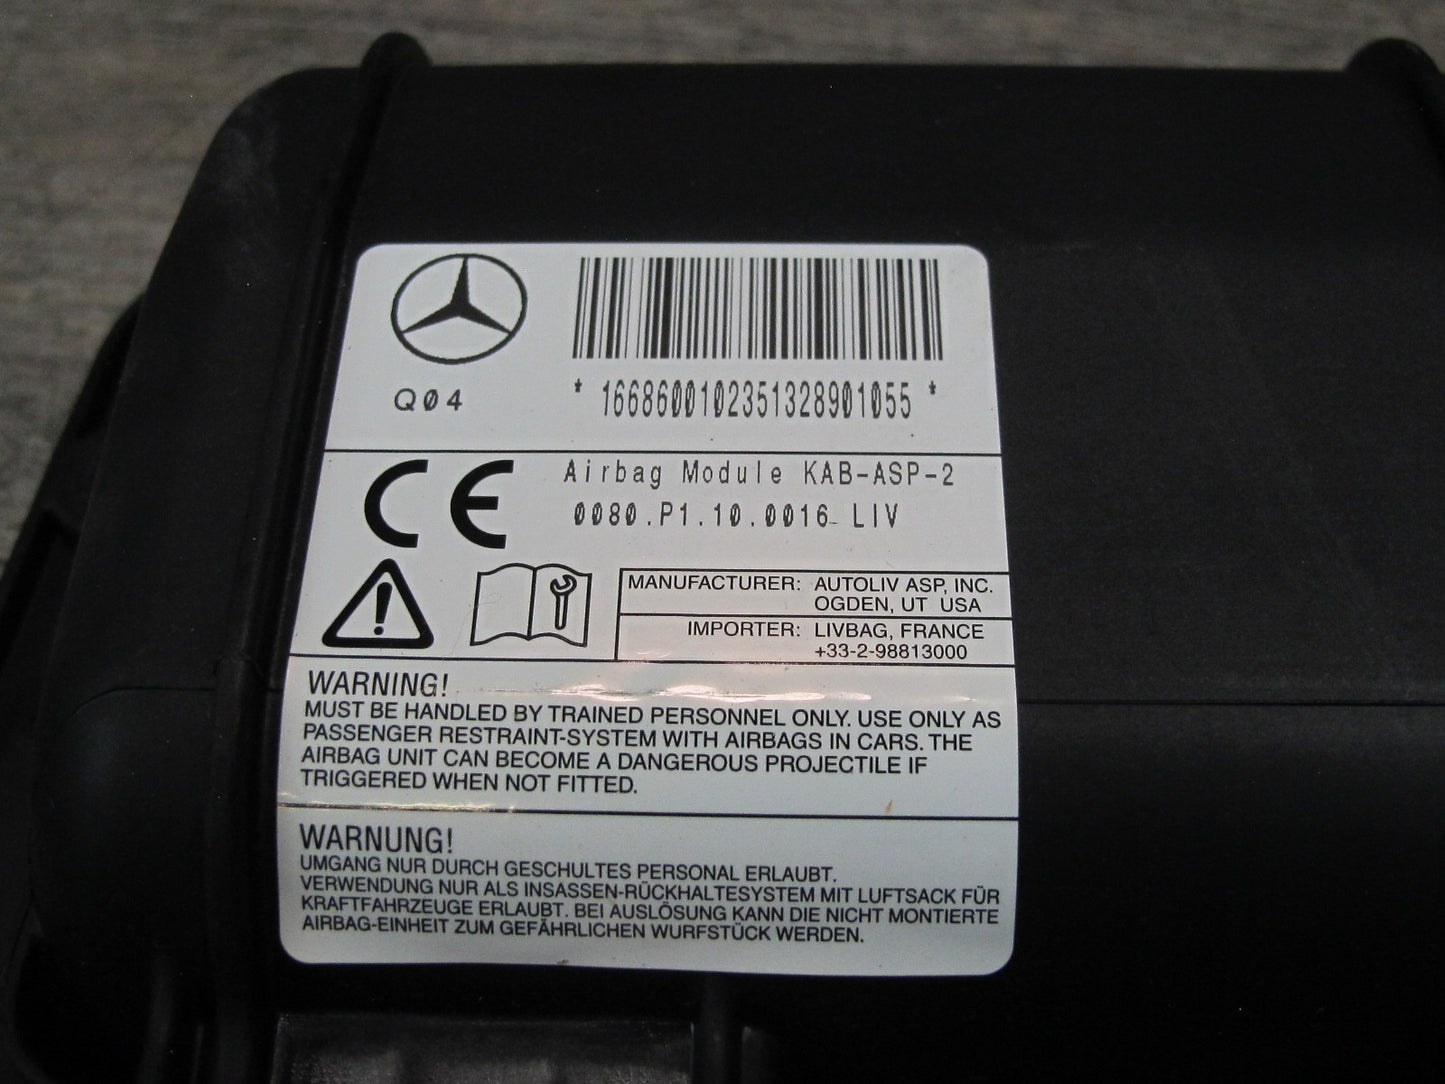 * 16686001023513289010​55 *
Q04
Airbag Module KAB-ASP-2
0080.P1.10.0016 LIV
CE
MANUFACTURER: AUTOLIV ASP, INC.
OGDEN, UT USA
IMPORTER: LIVBAG, FRANCE
+33-2-98813000
WARNING!
MUST BE HANDLED BY TRAINED PERSONNEL ONLY. USE ONLY AS
PASSENGER RESTRAINT-SYSTEM WITH AIRBAGS IN CARS. THE
AIRBAG UNIT CAN BECOME A DANGEROUS PROJECTILE IF
TRIGGERED WHEN NOT FITTED.
WARNUNG!
UMGANG NUR DURCH GESCHULTES PERSONAL ERLAUBT.
VERWENDUNG NUR ALS INSASSEN-RÜCKHALTESYSTEM MIT LUFTSACK FÜR
KRAFTFAHRZEUGE ERLAUBT. BEI AUSLÖSUNG KANN DIE NICHT MONTIERTE
AIRBAG-EINHEIT ZUM GEFÄHRLICHEN WURFSTÜCK WERDEN.